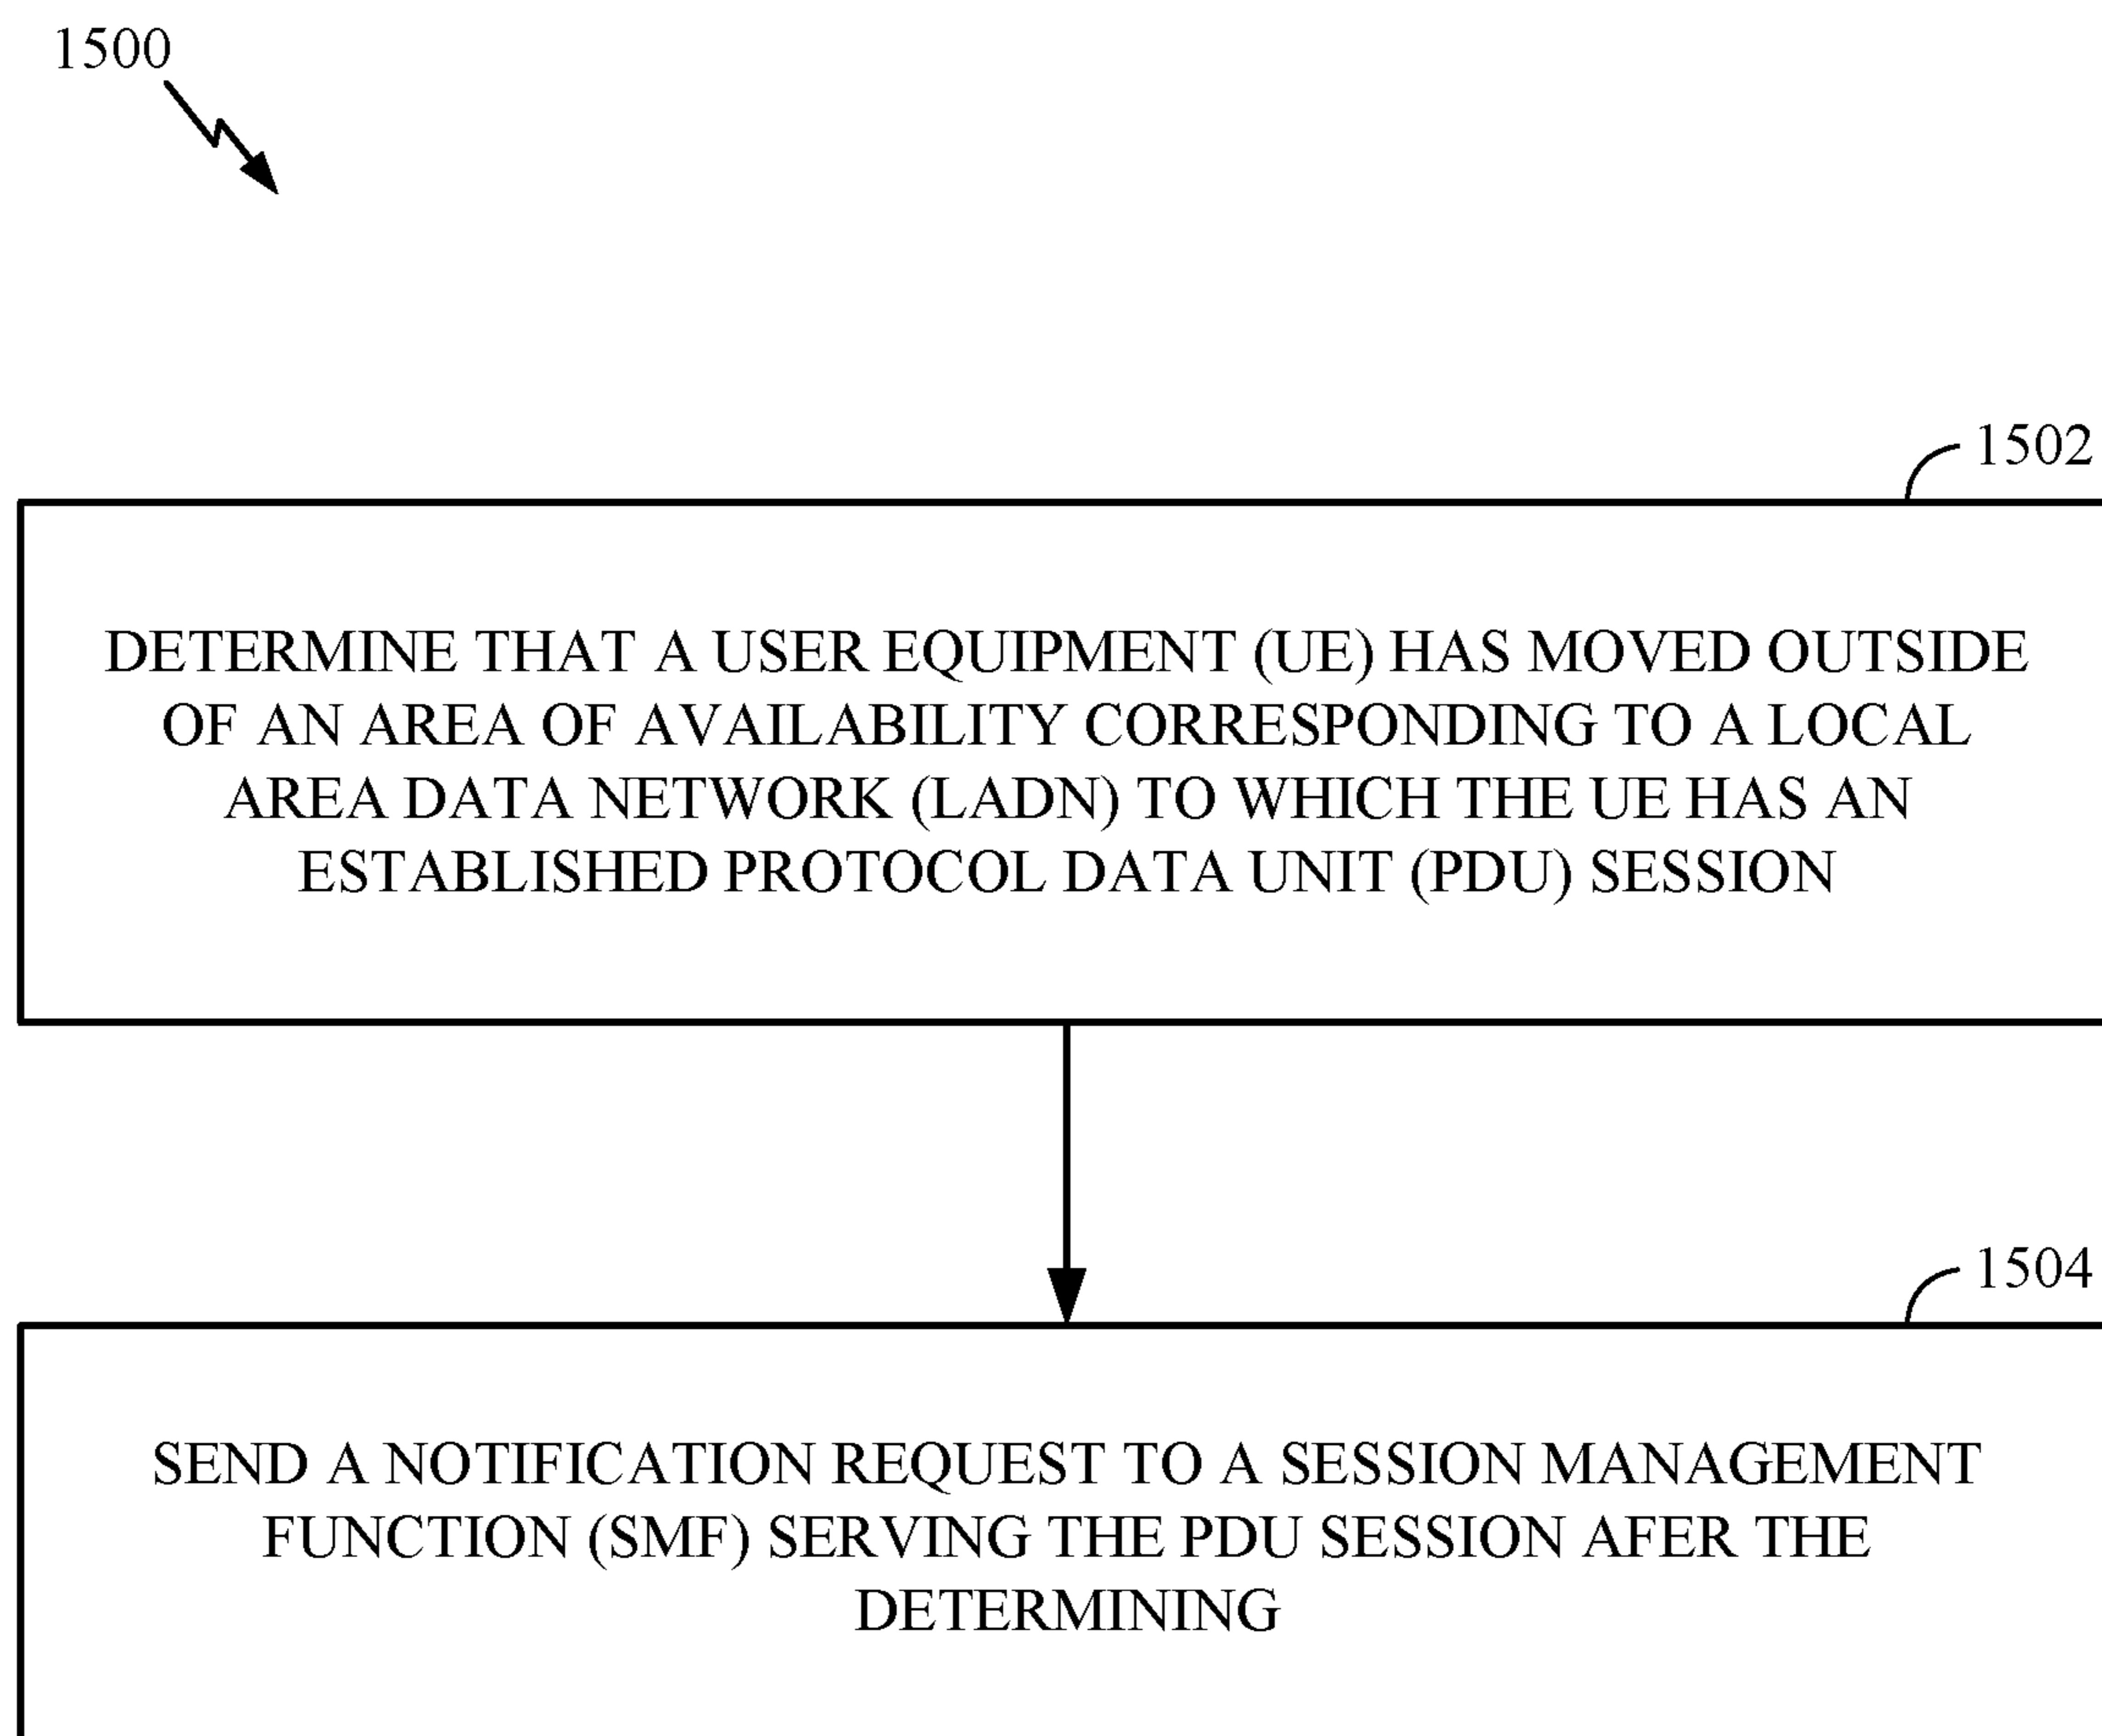 1500
1502
DETERMINE THAT A USER EQUIPMENT (UE) HAS MOVED OUTSIDE
OF AN AREA OF AVAILABILITY CORRESPONDING TO A LOCAL
AREA DATA NETWORK (LADN) TO WHICH THE UE HAS AN
ESTABLISHED PROTOCOL DATA UNIT (PDU) SESSION
1504
SEND A NOTIFICATION REQUEST TO A SESSION MANAGEMENT
FUNCTION (SMF) SERVING THE PDU SESSION AFER THE
DETERMINING